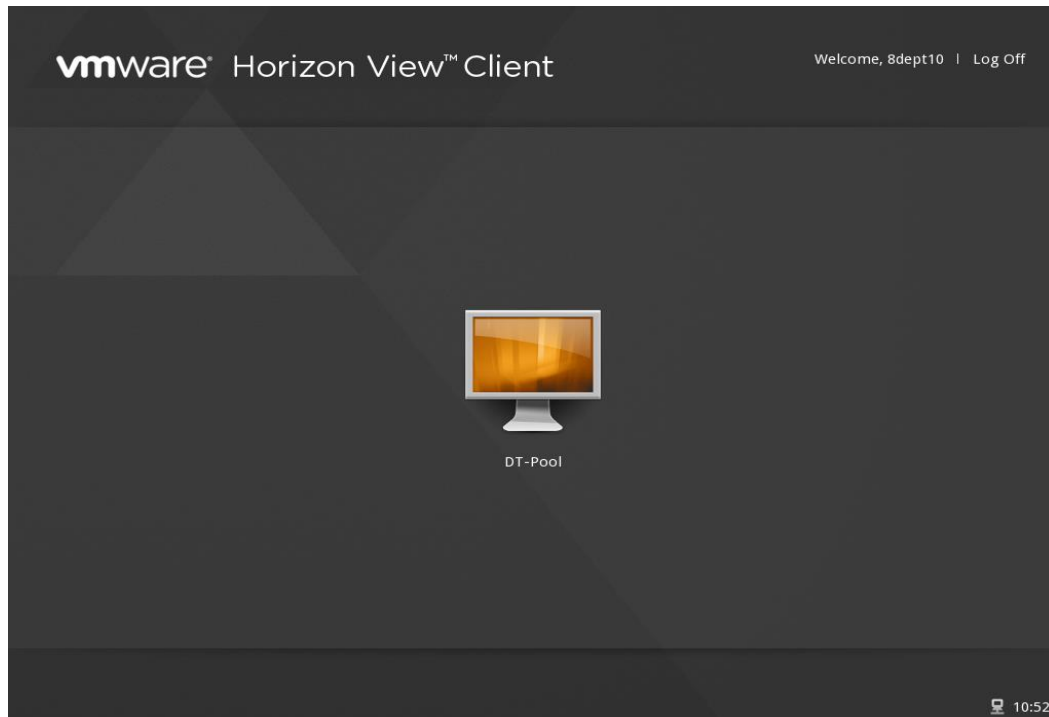 vmware® Horizon View™ Client
Welcome, 8dept10 | Log Off
DT-Pool
10:52